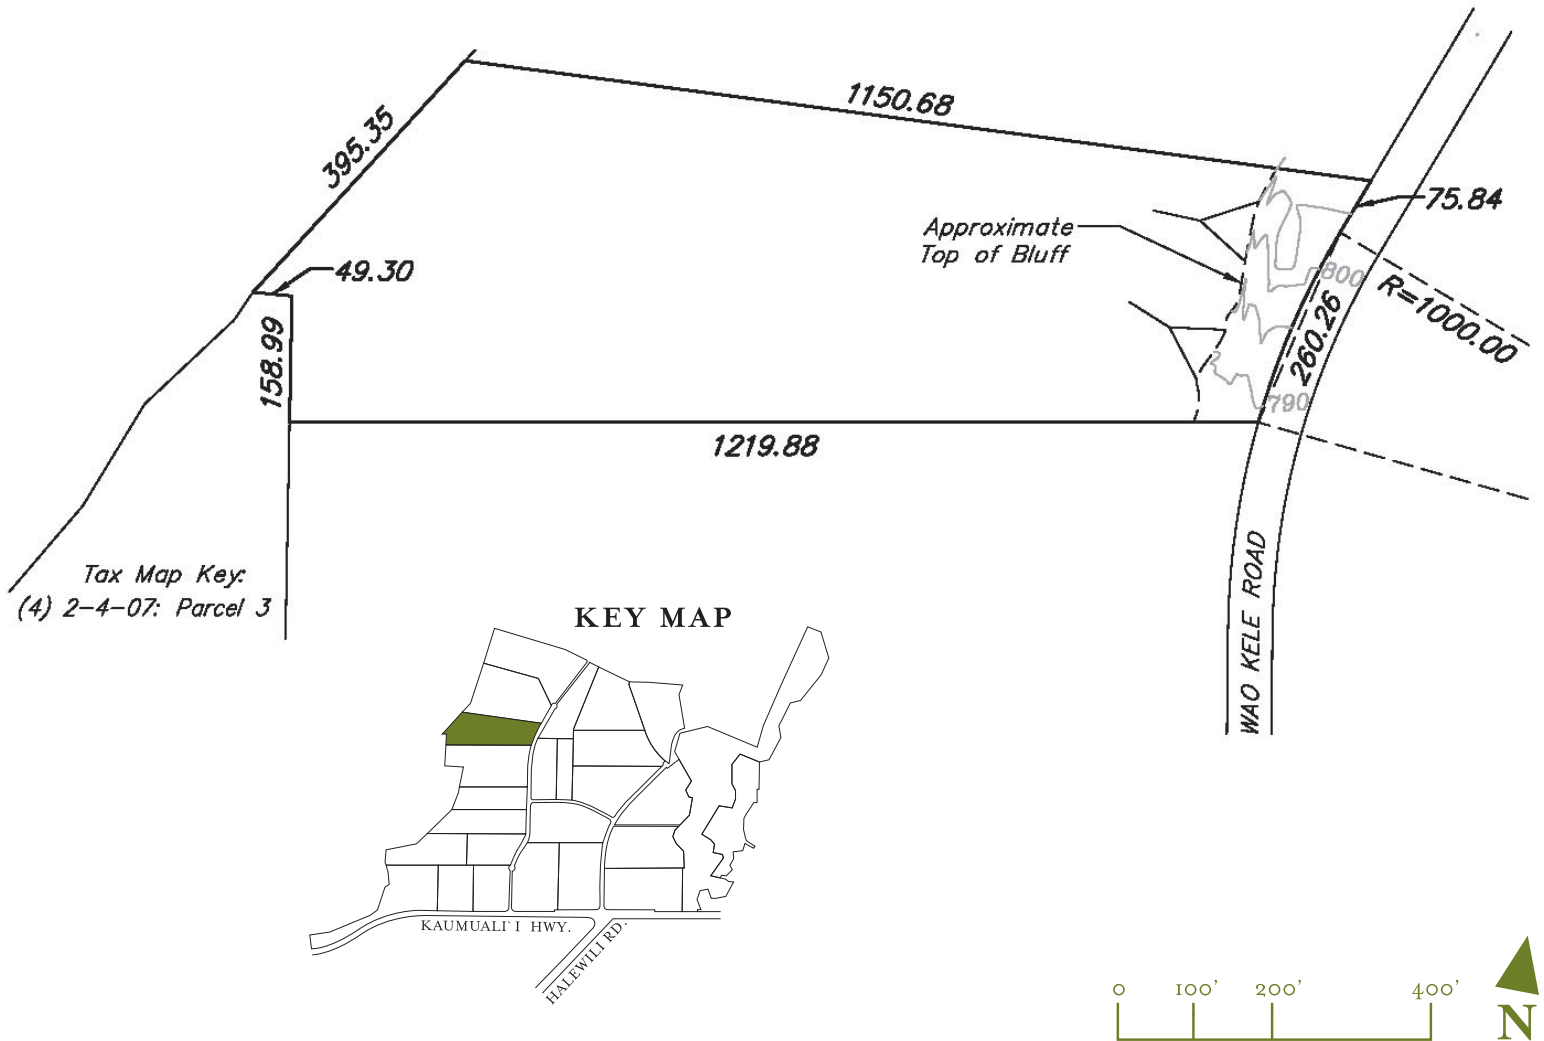 1150.68
395.35
75.84
Approximate
Top of Bluff
49.30
800
R=1000.00
260.26
158.99
790
1219.88
WAO KELE ROAD
Tax Map Key:
(4) 2-4-07: Parcel 3
KEY MAP
KAUMUALI`I HWY.
HALEWILI RD.
0 100' 200' 400'
N